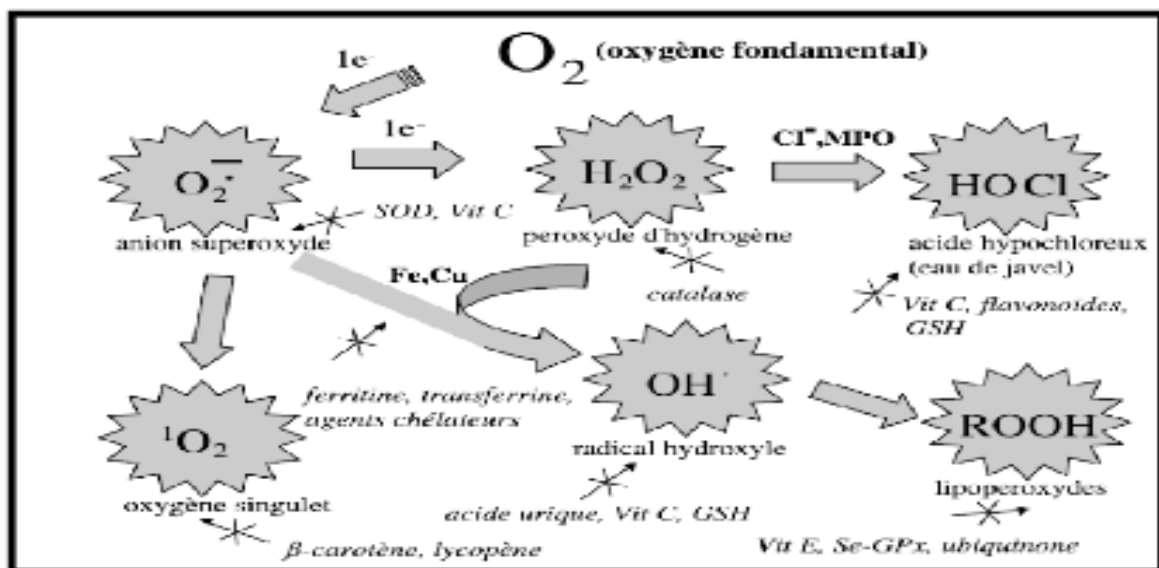 O₂ (oxygène fondamental)
1e⁻
1e⁻
Cl⁻,MPO
O₂·⁻
H₂O₂
HOCl
SOD, Vit C
anion superoxyde
peroxyde d'hydrogène
acide hypochloreux
(eau de javel)
Fe,Cu
catalase
Vit C, flavonoïdes,
GSH
¹O₂
ferritine, transferrine,
agents chélateurs
OH·
ROOH
radical hydroxyle
oxygène singulet
lipoperoxydes
acide urique, Vit C, GSH
β-carotène, lycopène
Vit E, Se-GPx, ubiquinone